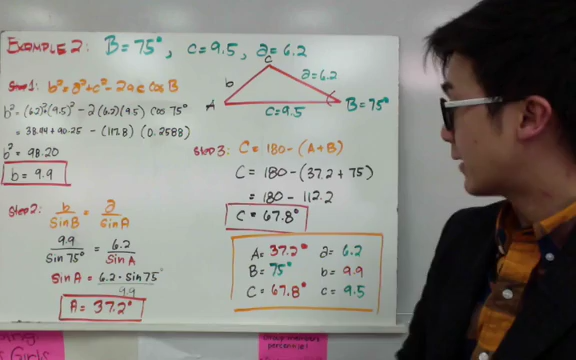 EXAMPLE 2: B = 75°, c = 9.5, a = 6.2
Step 1: b² = a² + c² - 2ac cos B
b² = (6.2)² + (9.5)² - 2(6.2)(9.5) cos 75°
= 38.44 + 90.25 - (117.8)(0.2588)
b² = 98.20
b = 9.9
Step 2: b/Sin B = a/Sin A
9.9/Sin 75° = 6.2/Sin A
Sin A = 6.2 · Sin 75°/9.9
A = 37.2°
C
b
a = 6.2
A
B = 75°
c = 9.5
Step 3: C = 180 - (A + B)
C = 180 - (37.2 + 75)
= 180 - 112.2
C = 67.8°
A = 37.2° a = 6.2
B = 75° b = 9.9
C = 67.8° c = 9.5
Group members
percentile!
Girls